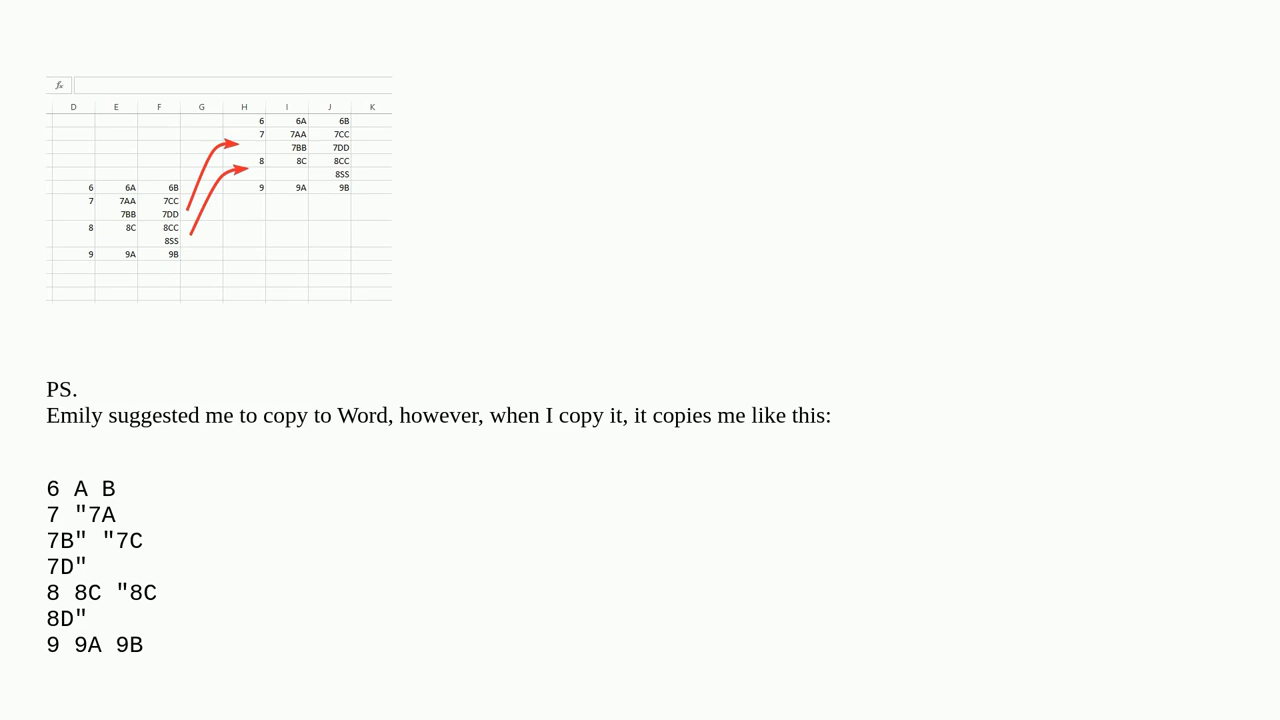 fx
D E F G H I J K
6 6A 6B
7 7AA 7CC
7BB 7DD
8 8C 8CC
8SS
6 6A 6B 9 9A 9B
7 7AA 7CC
7BB 7DD
8 8C 8CC
8SS
9 9A 9B
PS.
Emily suggested me to copy to Word, however, when I copy it, it copies me like this:
6 A B
7 "7A
7B" "7C
7D"
8 8C "8C
8D"
9 9A 9B